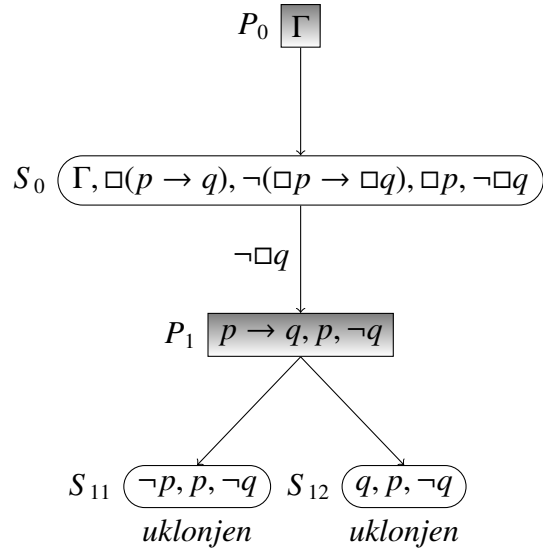 P₀ Γ
S₀ Γ, □(p → q), ¬(□p → □q), □p, ¬□q
¬□q
P₁ p → q, p, ¬q
S₁₁ ¬p, p, ¬q S₁₂ q, p, ¬q
uklonjen uklonjen